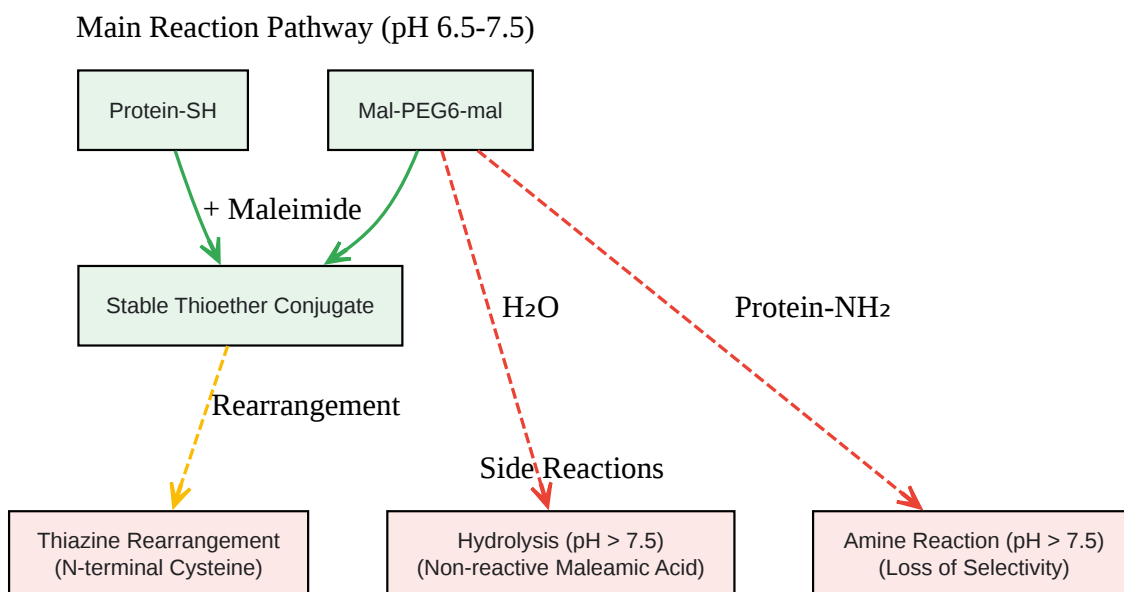 Main Reaction Pathway (pH 6.5-7.5)
Protein-SH
Mal-PEG6-mal
+ Maleimide
Stable Thioether Conjugate
H₂O
Protein-NH₂
Rearrangement
Side Reactions
Thiazine Rearrangement
(N-terminal Cysteine)
Hydrolysis (pH > 7.5)
(Non-reactive Maleamic Acid)
Amine Reaction (pH > 7.5)
(Loss of Selectivity)